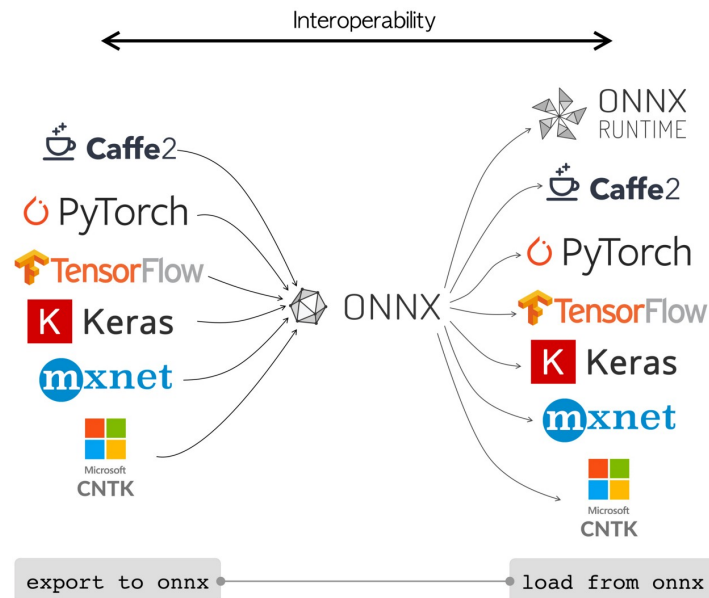 Interoperability
Caffe2
PyTorch
TensorFlow
K Keras
mxnet
Microsoft
CNTK
ONNX
ONNX
RUNTIME
Caffe2
PyTorch
TensorFlow
K Keras
mxnet
Microsoft
CNTK
export to onnx
load from onnx